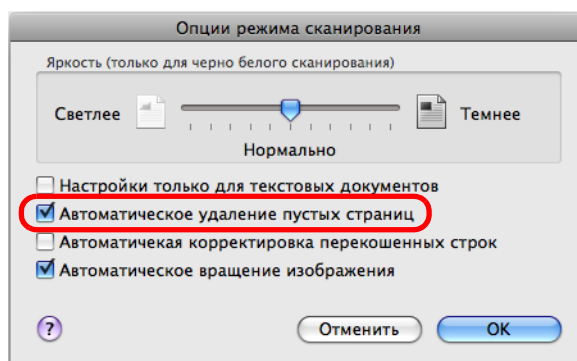 Опции режима сканирования
Яркость (только для черно белого сканирования)
Светлее Темнее
Нормально
Настройки только для текстовых документов
Автоматическое удаление пустых страниц
Автоматичекая корректировка перекошенных строк
Автоматическое вращение изображения
? Отменить OK